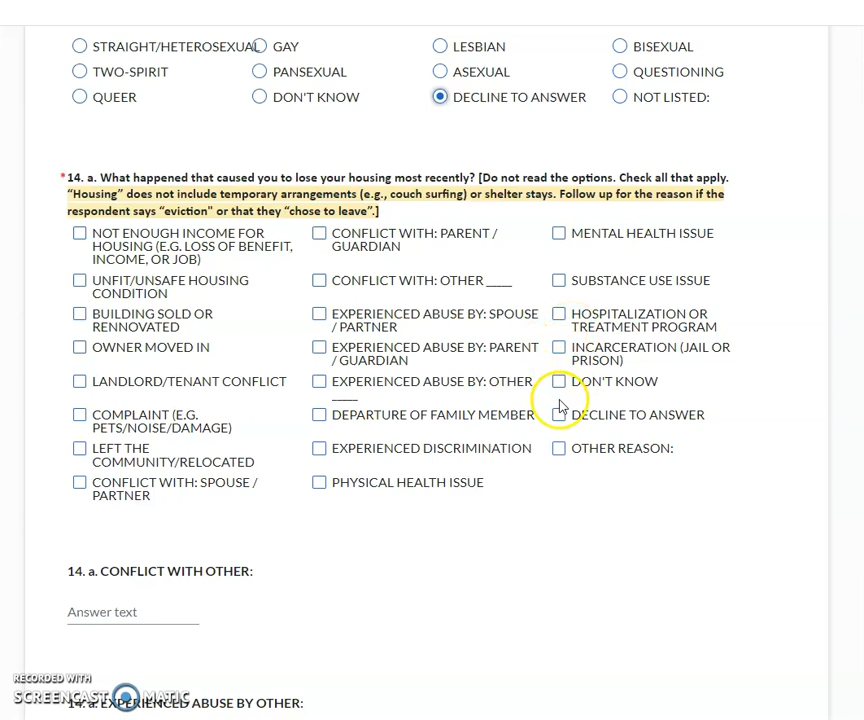 STRAIGHT/HETEROSEXUAL GAY LESBIAN BISEXUAL
TWO-SPIRIT PANSEXUAL ASEXUAL QUESTIONING
QUEER DON'T KNOW DECLINE TO ANSWER NOT LISTED:
*14. a. What happened that caused you to lose your housing most recently? [Do not read the options. Check all that apply.
“Housing” does not include temporary arrangements (e.g., couch surfing) or shelter stays. Follow up for the reason if the
respondent says “eviction" or that they “chose to leave”.]
NOT ENOUGH INCOME FOR
HOUSING (E.G. LOSS OF BENEFIT,
INCOME, OR JOB)
UNFIT/UNSAFE HOUSING
CONDITION
BUILDING SOLD OR
RENNOVATED
OWNER MOVED IN
LANDLORD/TENANT CONFLICT
COMPLAINT (E.G.
PETS/NOISE/DAMAGE)
LEFT THE
COMMUNITY/RELOCATED
CONFLICT WITH: SPOUSE /
PARTNER
CONFLICT WITH: PARENT /
GUARDIAN
CONFLICT WITH: OTHER ____
EXPERIENCED ABUSE BY: SPOUSE
/ PARTNER
EXPERIENCED ABUSE BY: PARENT
/ GUARDIAN
EXPERIENCED ABUSE BY: OTHER
____
DEPARTURE OF FAMILY MEMBER
EXPERIENCED DISCRIMINATION
PHYSICAL HEALTH ISSUE
MENTAL HEALTH ISSUE
SUBSTANCE USE ISSUE
HOSPITALIZATION OR
TREATMENT PROGRAM
INCARCERATION (JAIL OR
PRISON)
DON'T KNOW
DECLINE TO ANSWER
OTHER REASON:
14. a. CONFLICT WITH OTHER:
Answer text
RECORDED WITH
SCREENCAST MATIC
14. a. EXPERIENCED ABUSE BY OTHER: